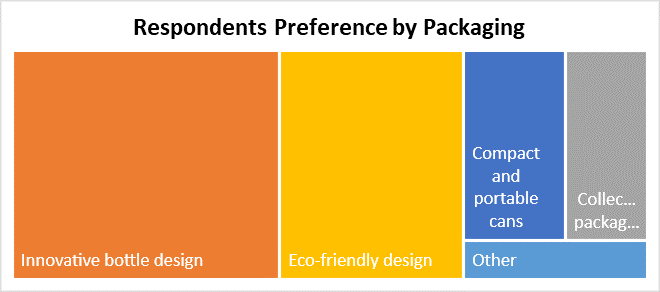 Respondents Preference by Packaging
Innovative bottle design
Eco-friendly design
Compact
and
portable
cans
Collec...
packag...
Other